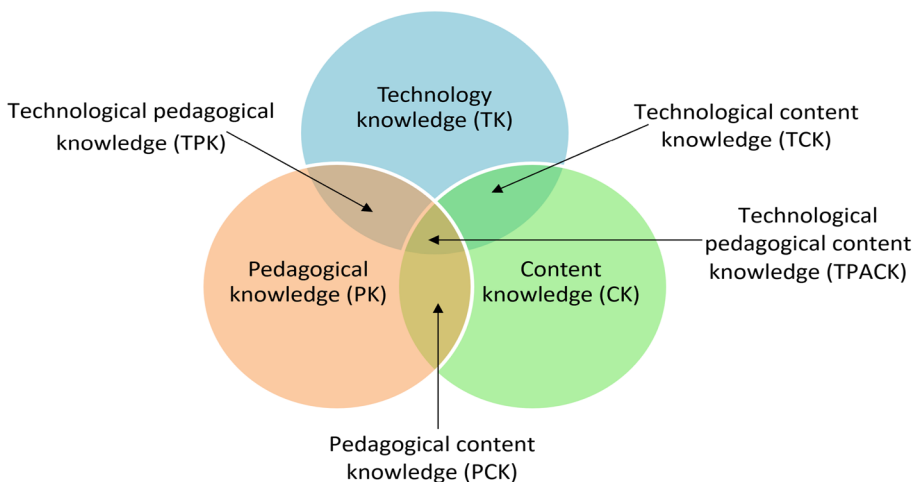 Technology
knowledge (TK)
Technological pedagogical
knowledge (TPK)
Technological content
knowledge (TCK)
Technological
pedagogical content
knowledge (TPACK)
Pedagogical
knowledge (PK)
Content
knowledge (CK)
Pedagogical content
knowledge (PCK)